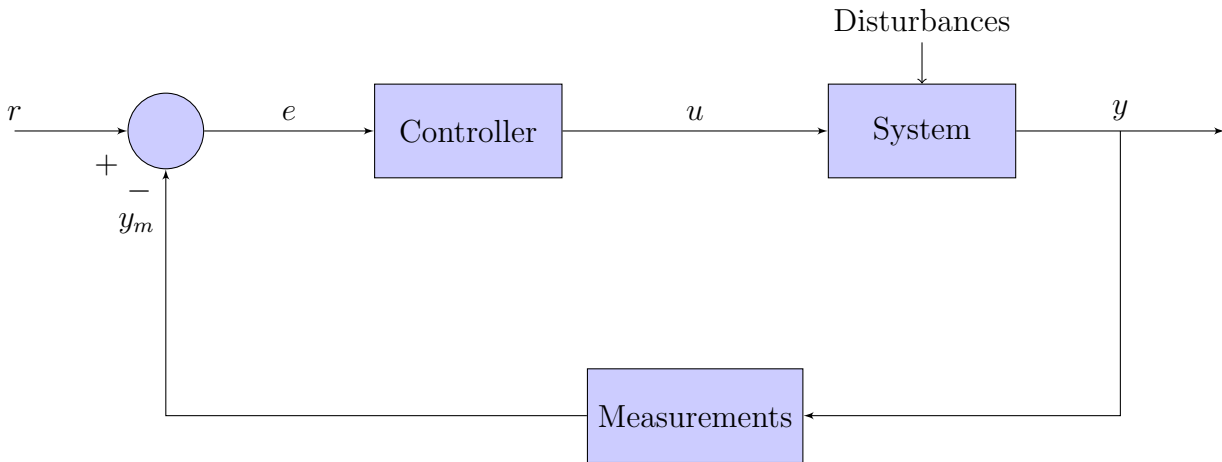 Disturbances
r
e
Controller
u
System
y
+
−
y_m
Measurements